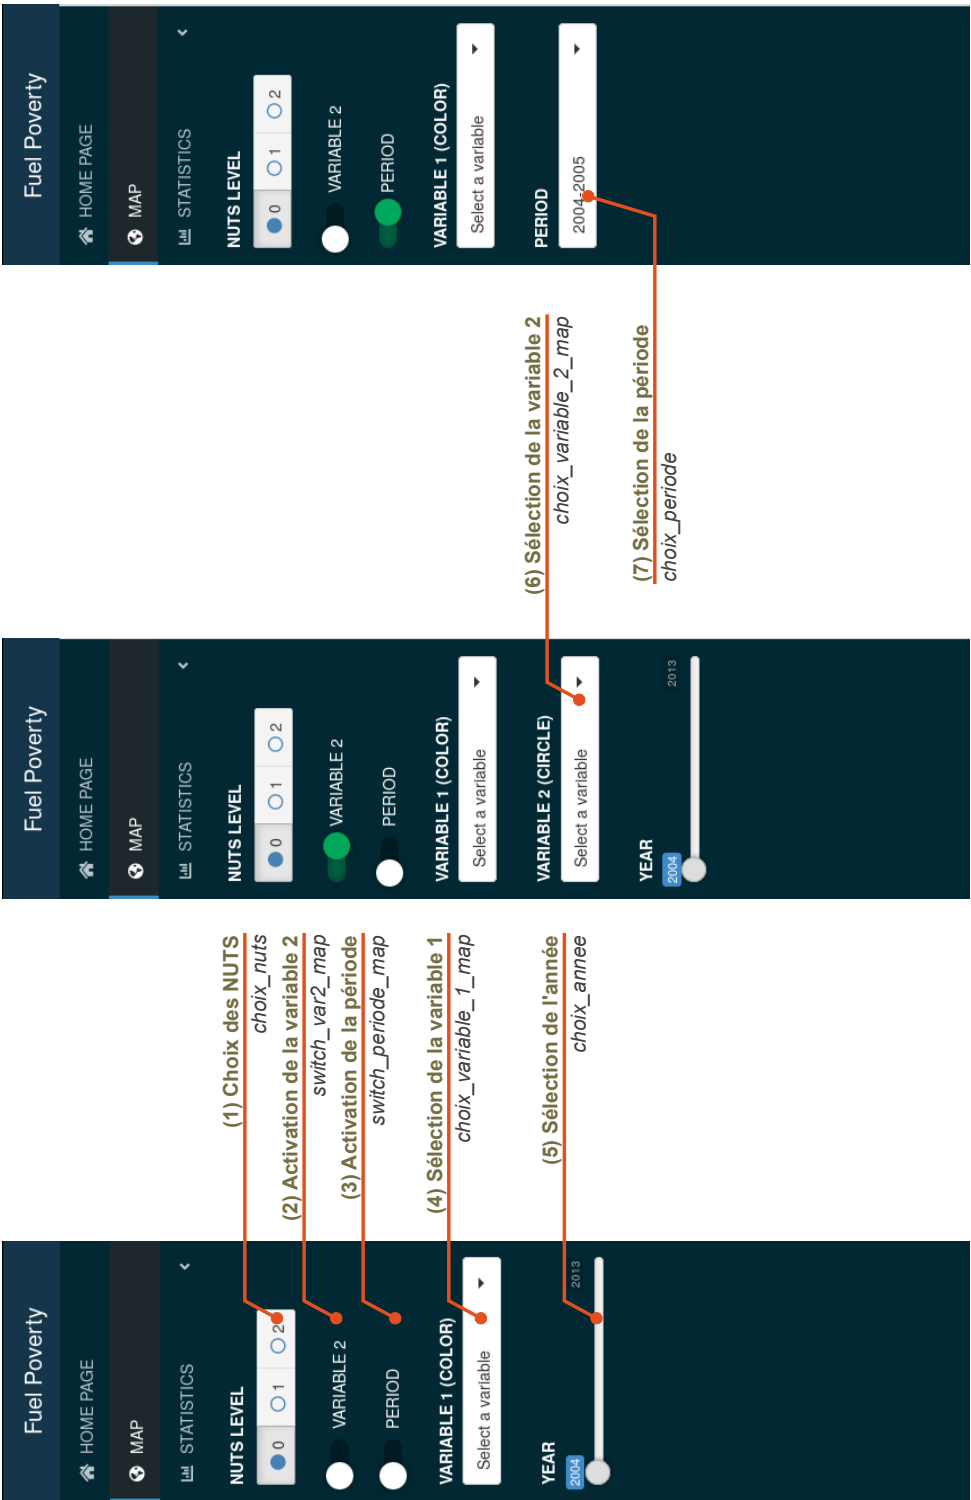 Fuel Poverty
HOME PAGE
MAP
STATISTICS
NUTS LEVEL
0 1 2
VARIABLE 2
PERIOD
VARIABLE 1 (COLOR)
Select a variable
YEAR
2004 2013
(1) Choix des NUTS
choix_nuts
(2) Activation de la variable 2
switch_var2_map
(3) Activation de la période
switch_periode_map
(4) Sélection de la variable 1
choix_variable_1_map
(5) Sélection de l'année
choix_annee
Fuel Poverty
HOME PAGE
MAP
STATISTICS
NUTS LEVEL
0 1 2
VARIABLE 2
PERIOD
VARIABLE 1 (COLOR)
Select a variable
VARIABLE 2 (CIRCLE)
Select a variable
YEAR
2004 2013
(6) Sélection de la variable 2
choix_variable_2_map
(7) Sélection de la période
choix_periode
Fuel Poverty
HOME PAGE
MAP
STATISTICS
NUTS LEVEL
0 1 2
VARIABLE 2
PERIOD
VARIABLE 1 (COLOR)
Select a variable
PERIOD
2004-2005